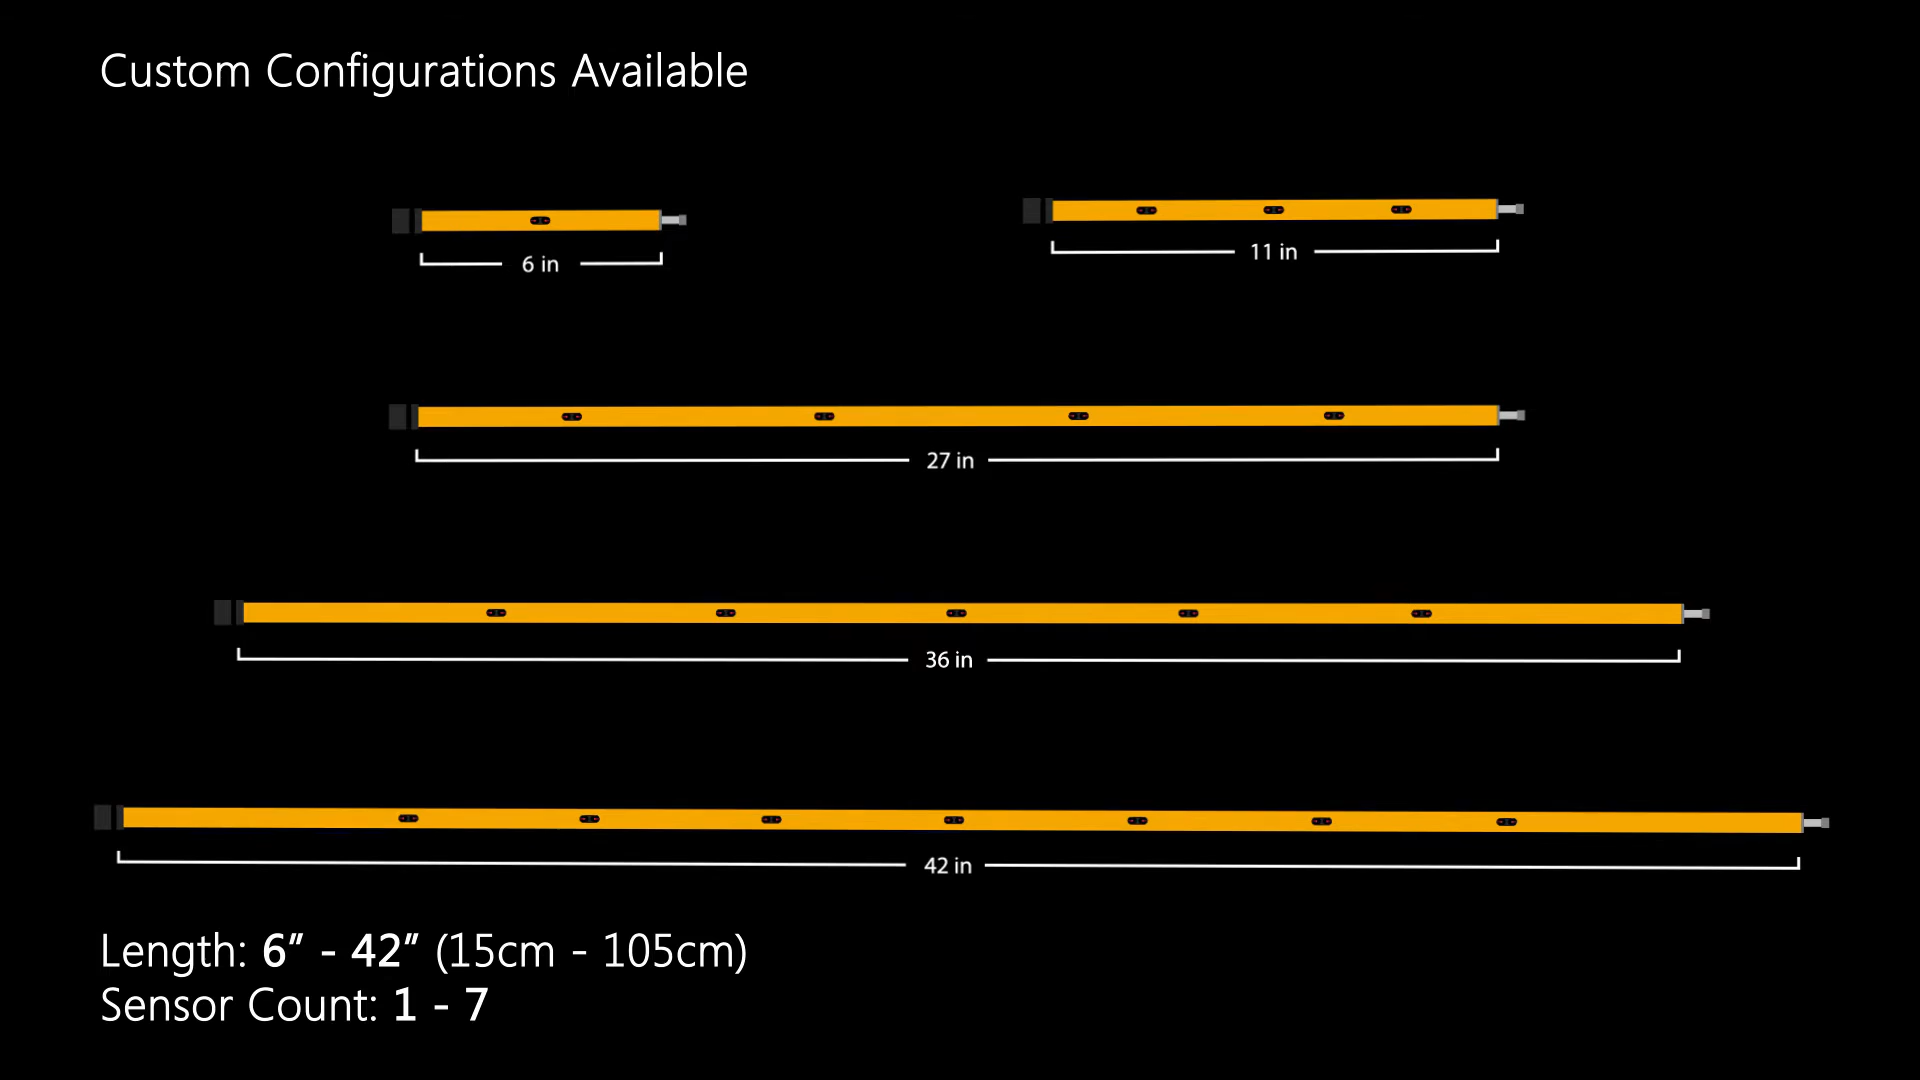 Custom Configurations Available
6 in
11 in
27 in
36 in
42 in
Length: 6” - 42” (15cm - 105cm)
Sensor Count: 1 - 7